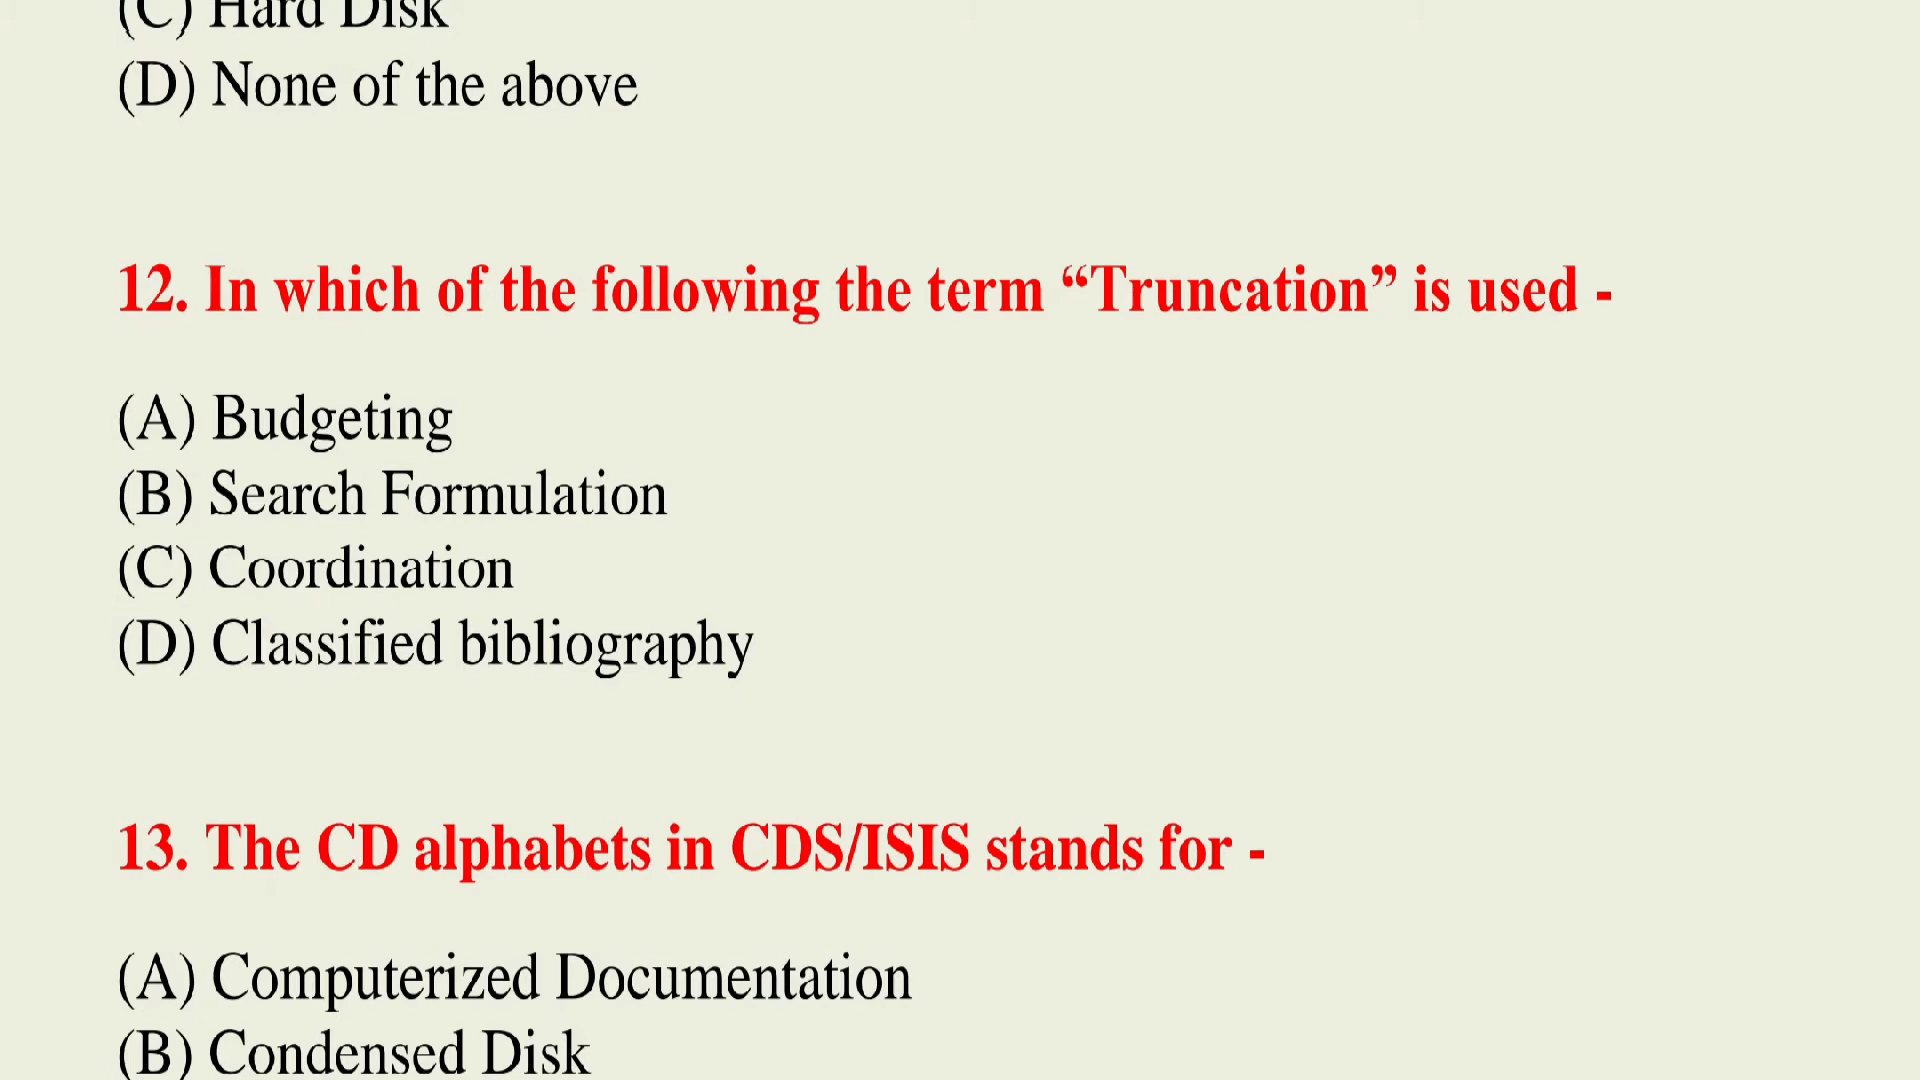 (C) Hard Disk
(D) None of the above
12. In which of the following the term “Truncation” is used -
(A) Budgeting
(B) Search Formulation
(C) Coordination
(D) Classified bibliography
13. The CD alphabets in CDS/ISIS stands for -
(A) Computerized Documentation
(B) Condensed Disk